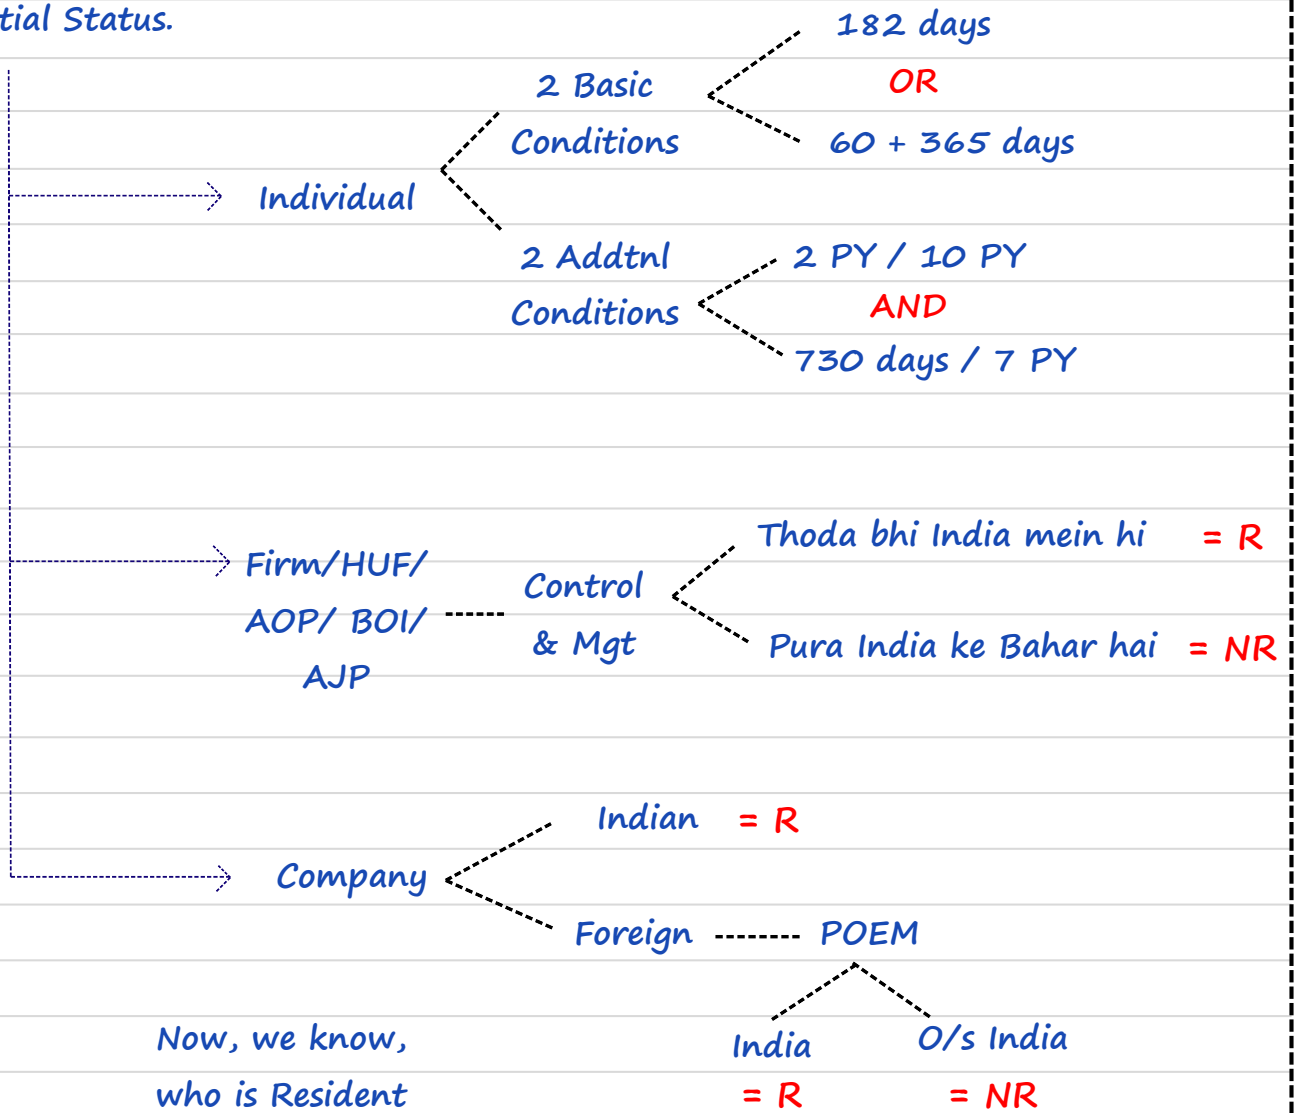 tial Status.
182 days
2 Basic
OR
Conditions
60 + 365 days
Individual
2 Addtnl
2 PY / 10 PY
Conditions
AND
730 days / 7 PY
Thoda bhi India mein hi = R
Firm/HUF/
Control
AOP/ BOI/
& Mgt
Pura India ke Bahar hai = NR
AJP
Indian = R
Company
Foreign
POEM
Now, we know,
India
O/s India
who is Resident
= R
= NR